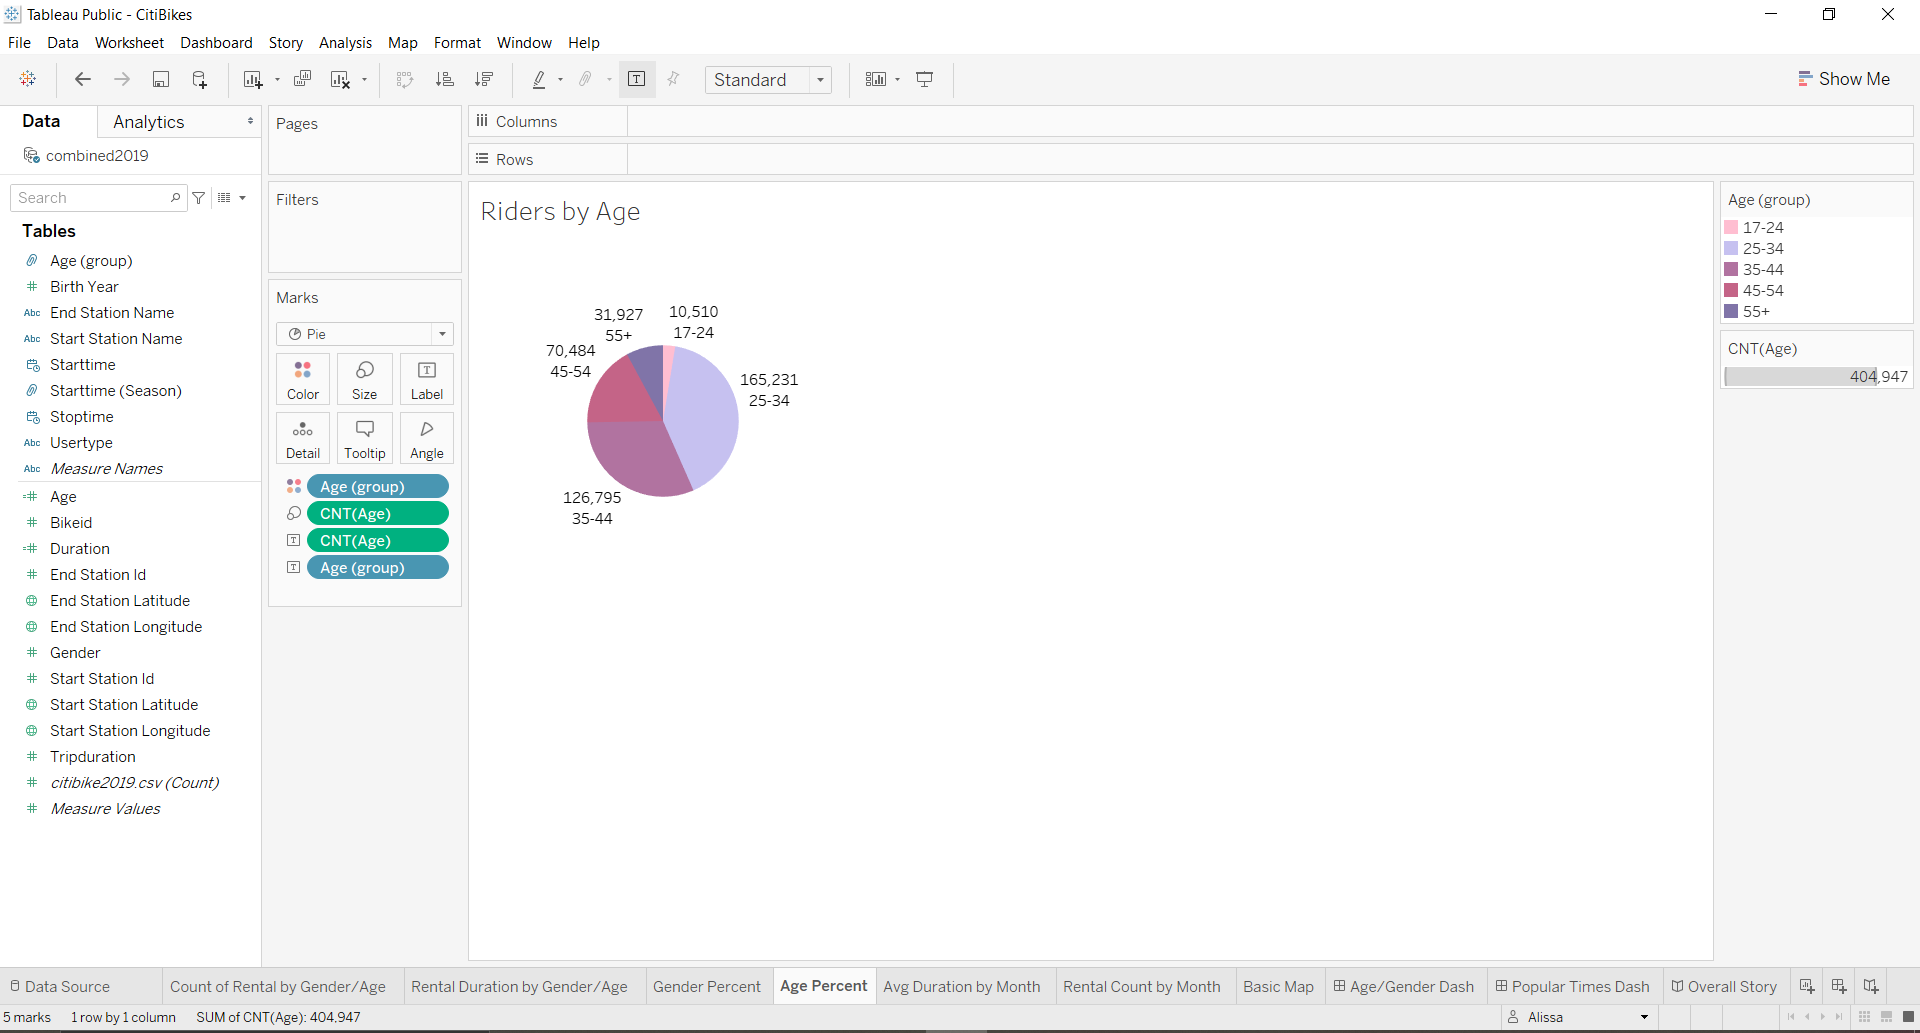 Tableau Public - CitiBikes
File Data Worksheet Dashboard Story Analysis Map Format Window Help
Standard
Show Me
Data Analytics
combined2019
Search
Tables
Age (group)
Birth Year
Abc End Station Name
Abc Start Station Name
Starttime
Starttime (Season)
Stoptime
Abc Usertype
Abc Measure Names
Age
Bikeid
Duration
End Station Id
End Station Latitude
End Station Longitude
Gender
Start Station Id
Start Station Latitude
Start Station Longitude
Tripduration
citibike2019.csv (Count)
Measure Values
Pages
Filters
Marks
Pie
Color Size Label
Detail Tooltip Angle
Age (group)
CNT(Age)
CNT(Age)
Age (group)
Columns
Rows
Riders by Age
31,927
55+
10,510
17-24
70,484
45-54
165,231
25-34
126,795
35-44
Age (group)
17-24
25-34
35-44
45-54
55+
CNT(Age)
404,947
Data Source Count of Rental by Gender/Age Rental Duration by Gender/Age Gender Percent Age Percent Avg Duration by Month Rental Count by Month Basic Map Age/Gender Dash Popular Times Dash Overall Story
5 marks 1 row by 1 column SUM of CNT(Age): 404,947 Alissa